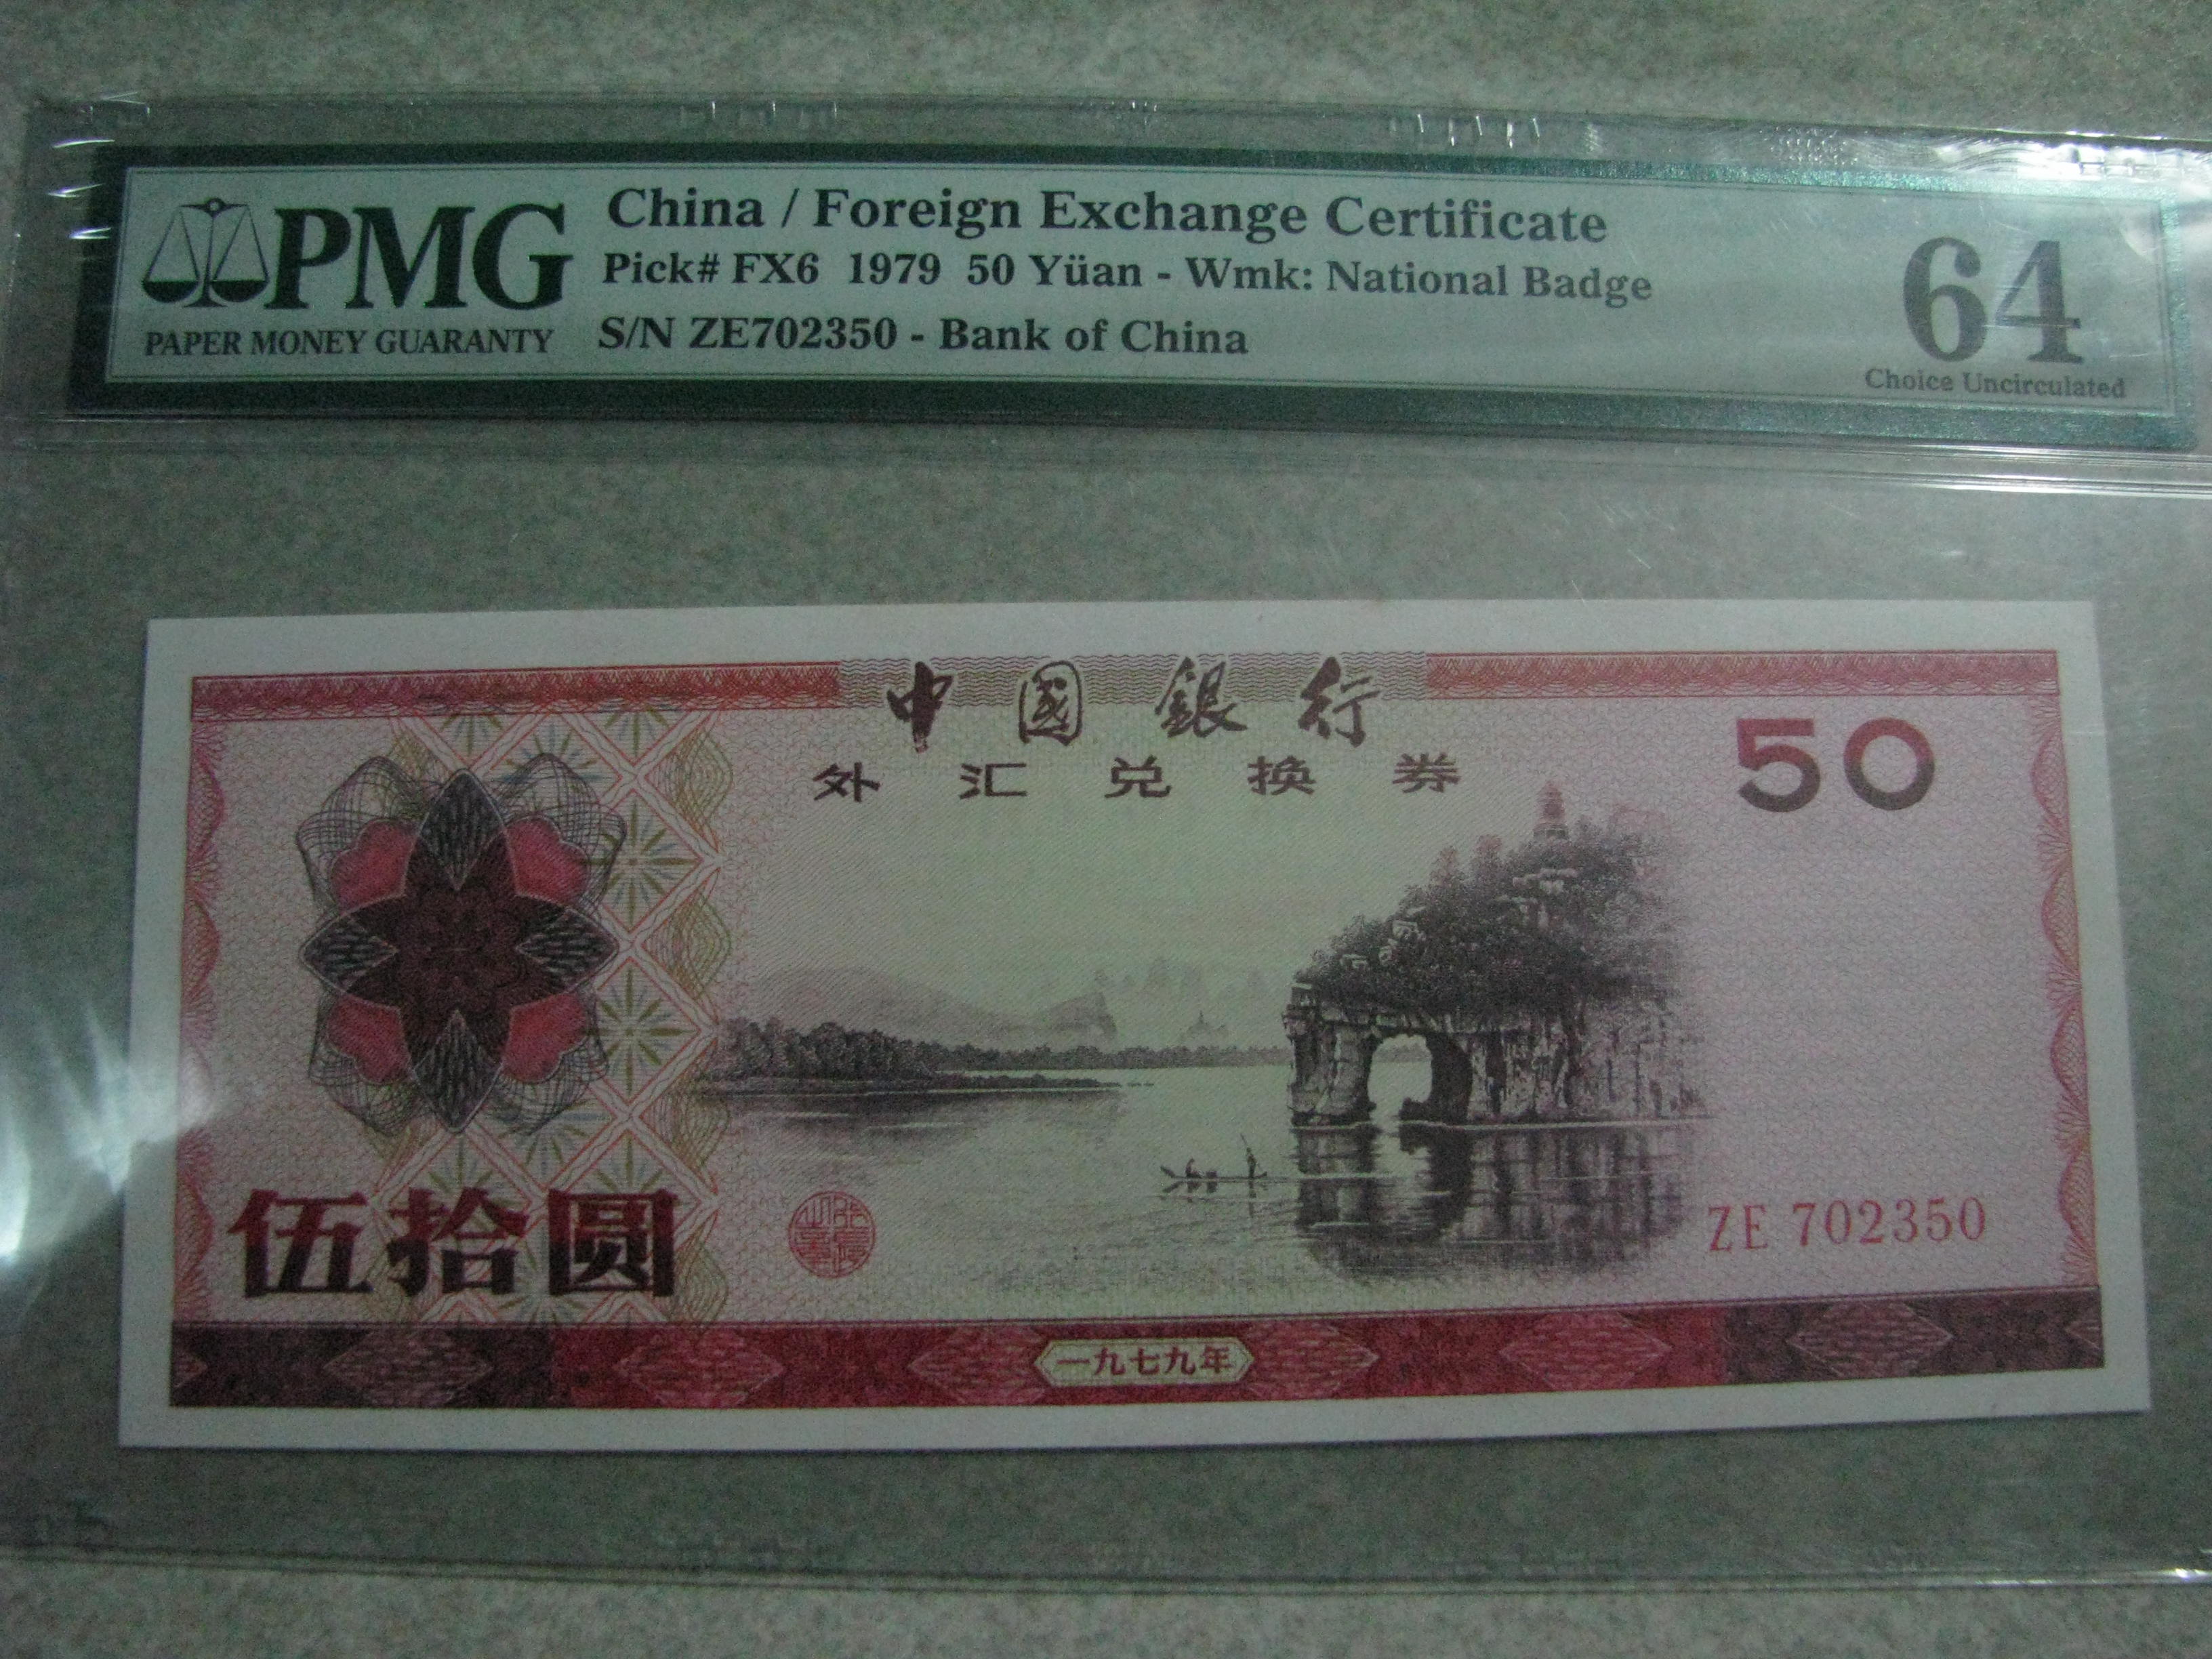 PMG
PAPER MONEY GUARANTY
China / Foreign Exchange Certificate
Pick# FX6 1979 50 Yüan - Wmk: National Badge
S/N ZE702350 - Bank of China
64
Choice Uncirculated
中國銀行
外汇兑换券
50
伍拾圆
ZE 702350
一九七九年